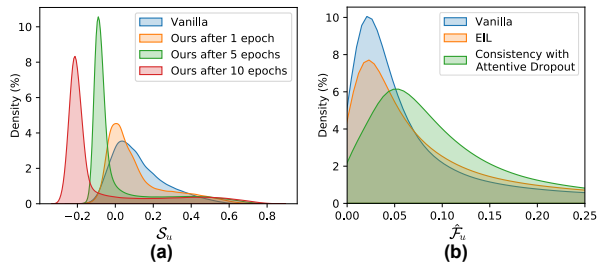 Density (%)
10
8
6
4
2
0
Vanilla
Ours after 1 epoch
Ours after 5 epochs
Ours after 10 epochs
−0.2 0.0 0.2 0.4 0.6 0.8
𝒮ᵤ
(a)
Density (%)
10
8
6
4
2
0
Vanilla
EIL
Consistency with
Attentive Dropout
0.00 0.05 0.10 0.15 0.20 0.25
ℱ̂ᵤ
(b)